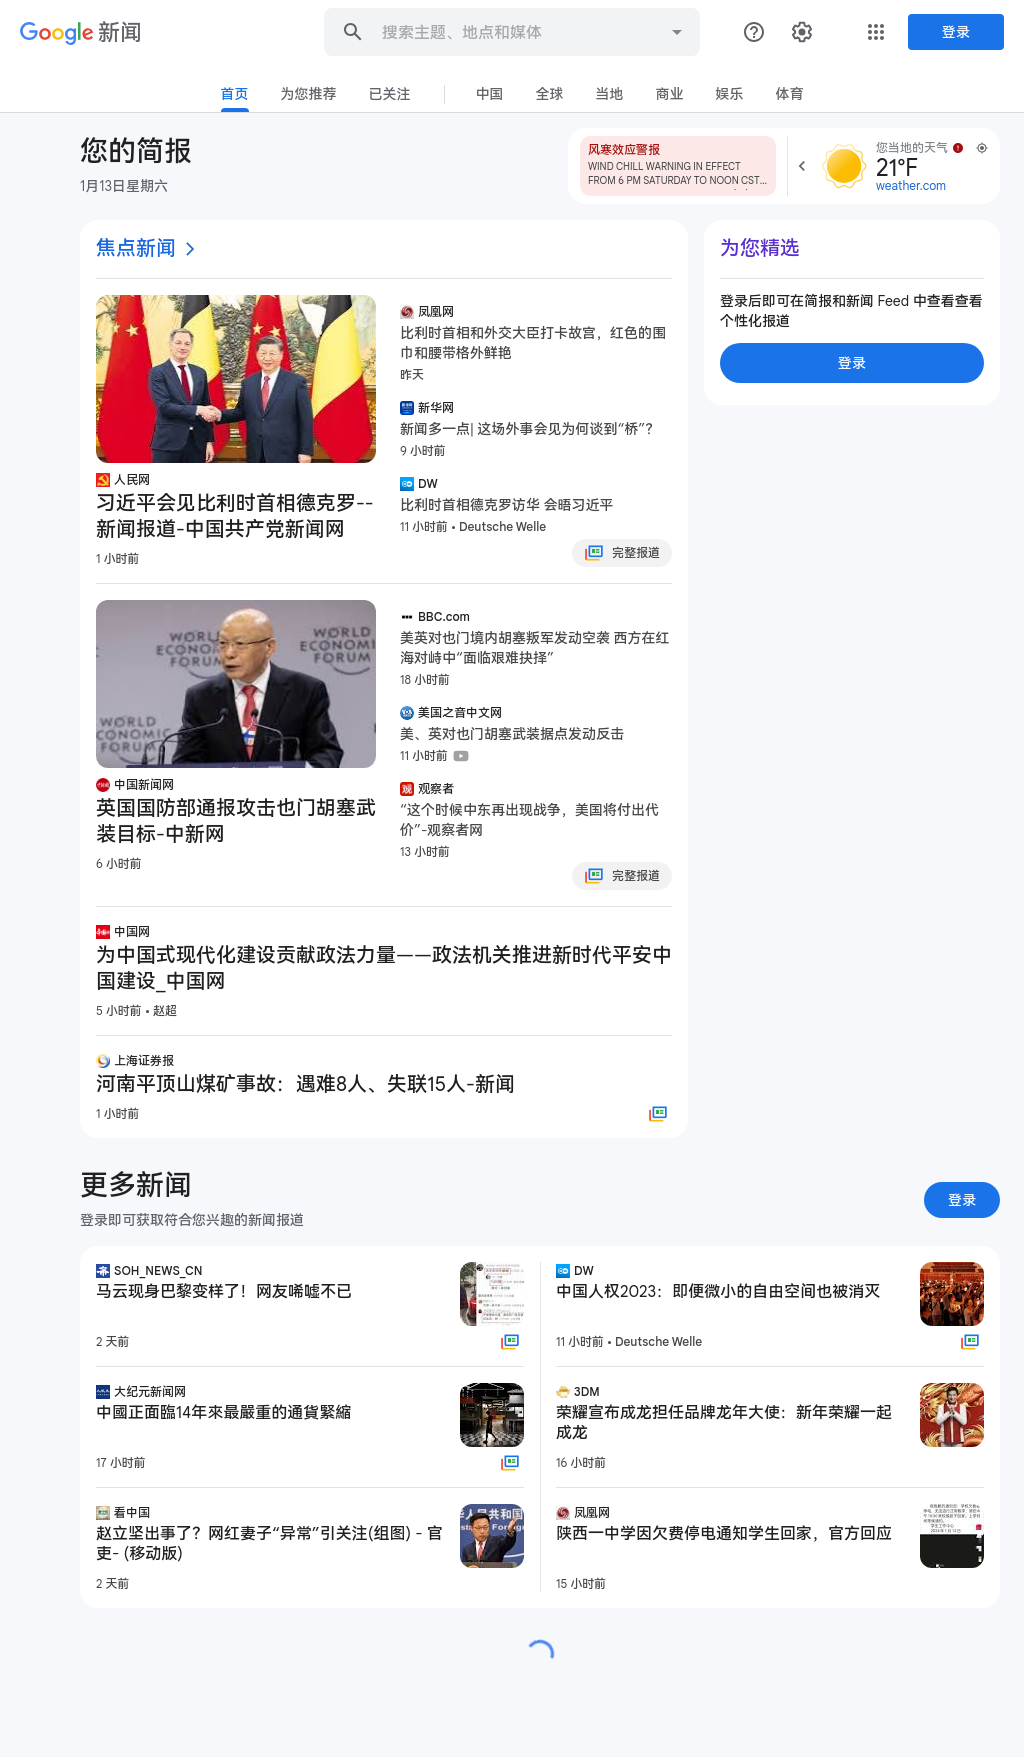 Google 新闻
搜索主题、地点和媒体
登录
首页
为您推荐
已关注
中国
全球
当地
商业
娱乐
体育
您的简报
1月13日星期六
风寒效应警报
WIND CHILL WARNING IN EFFECT
FROM 6 PM SATURDAY TO NOON CST…
您当地的天气
21°F
weather.com
焦点新闻
人民网
习近平会见比利时首相德克罗--
新闻报道-中国共产党新闻网
1 小时前
凤凰网
比利时首相和外交大臣打卡故宫，红色的围
巾和腰带格外鲜艳
昨天
新华网
新闻多一点| 这场外事会见为何谈到“桥”？
9 小时前
DW
比利时首相德克罗访华 会晤习近平
11 小时前 • Deutsche Welle
完整报道
为您精选
登录后即可在简报和新闻 Feed 中查看查看
个性化报道
登录
WORLD
ECONOMIC
FORUM
WORLD
ECONOMIC
FORUM
WORLD
ECONOMIC
FORUM
中国新闻网
英国国防部通报攻击也门胡塞武
装目标-中新网
6 小时前
BBC.com
美英对也门境内胡塞叛军发动空袭 西方在红
海对峙中“面临艰难抉择”
18 小时前
美国之音中文网
美、英对也门胡塞武装据点发动反击
11 小时前
观察者
“这个时候中东再出现战争，美国将付出代
价”-观察者网
13 小时前
完整报道
中国网
为中国式现代化建设贡献政法力量——政法机关推进新时代平安中
国建设_中国网
5 小时前 • 赵超
上海证券报
河南平顶山煤矿事故：遇难8人、失联15人-新闻
1 小时前
更多新闻
登录即可获取符合您兴趣的新闻报道
登录
SOH_NEWS_CN
马云现身巴黎变样了！网友唏嘘不已
2 天前
DW
中国人权2023：即便微小的自由空间也被消灭
11 小时前 • Deutsche Welle
大纪元新闻网
中國正面臨14年來最嚴重的通貨緊縮
17 小时前
3DM
荣耀宣布成龙担任品牌龙年大使：新年荣耀一起
成龙
16 小时前
看中国
赵立坚出事了？网红妻子“异常”引关注(组图) - 官
吏- (移动版)
2 天前
凤凰网
陕西一中学因欠费停电通知学生回家，官方回应
15 小时前